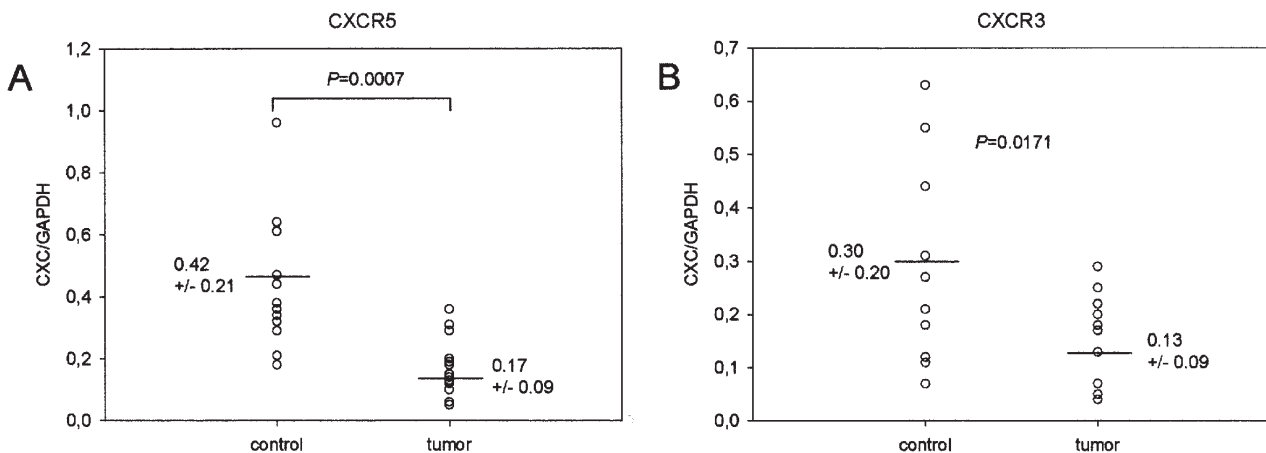 CXCR5
A
CXC/GAPDH
1,2
1,0
0,8
0,6
0,4
0,2
0,0
P=0.0007
0.42
+/- 0.21
0.17
+/- 0.09
control
tumor
CXCR3
B
CXC/GAPDH
0,7
0,6
0,5
0,4
0,3
0,2
0,1
0,0
P=0.0171
0.30
+/- 0.20
0.13
+/- 0.09
control
tumor